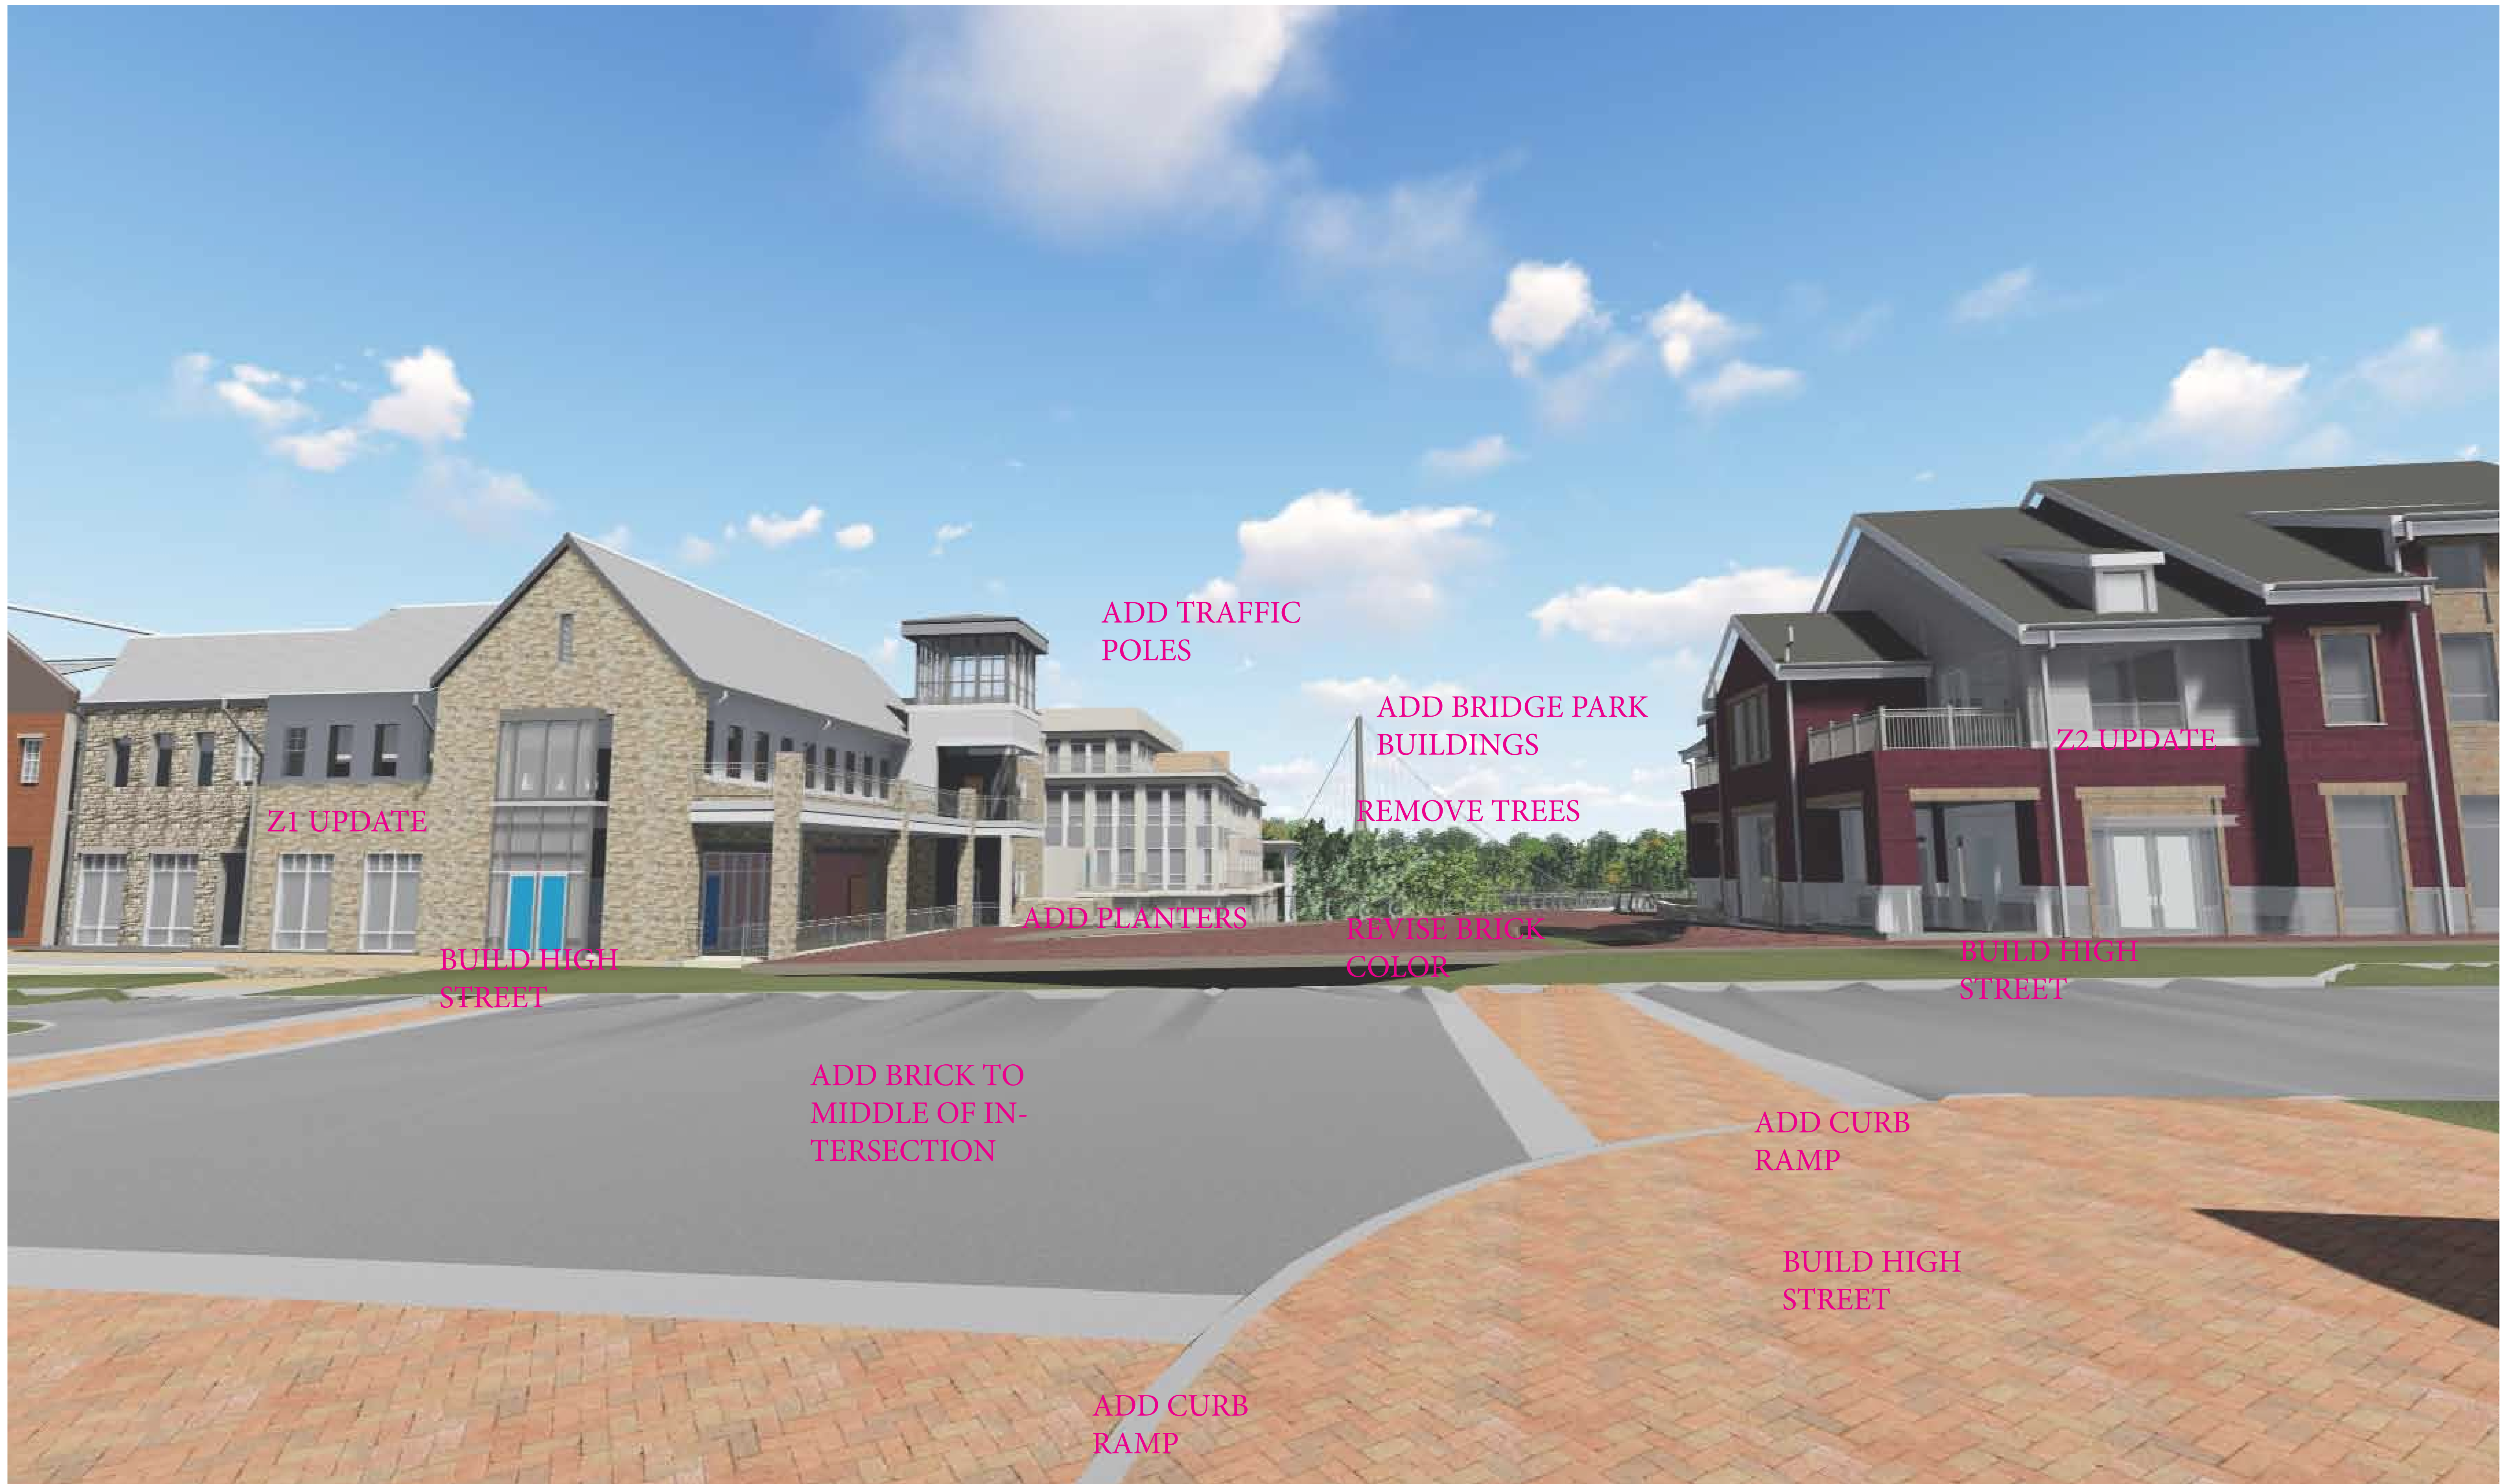 ADD TRAFFIC
POLES
ADD BRIDGE PARK
BUILDINGS
Z2 UPDATE
REMOVE TREES
Z1 UPDATE
ADD PLANTERS
REVISE BRICK
COLOR
BUILD HIGH
STREET
BUILD HIGH
STREET
ADD BRICK TO
MIDDLE OF IN-
TERSECTION
ADD CURB
RAMP
BUILD HIGH
STREET
ADD CURB
RAMP